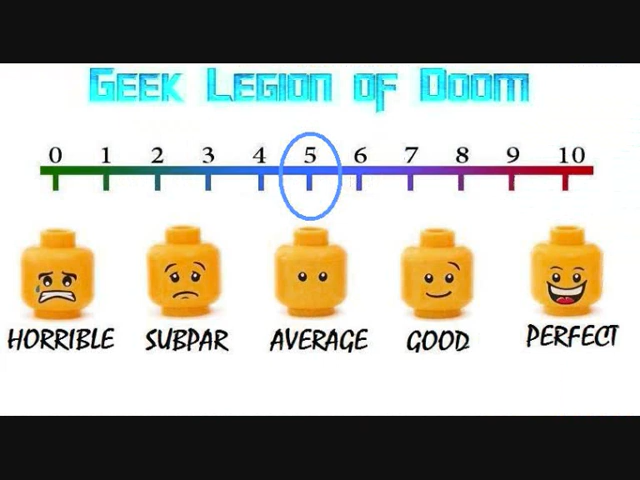 GEEK LEGION OF DOOM
0 1 2 3 4 5 6 7 8 9 10
HORRIBLE SUBPAR AVERAGE GOOD PERFECT